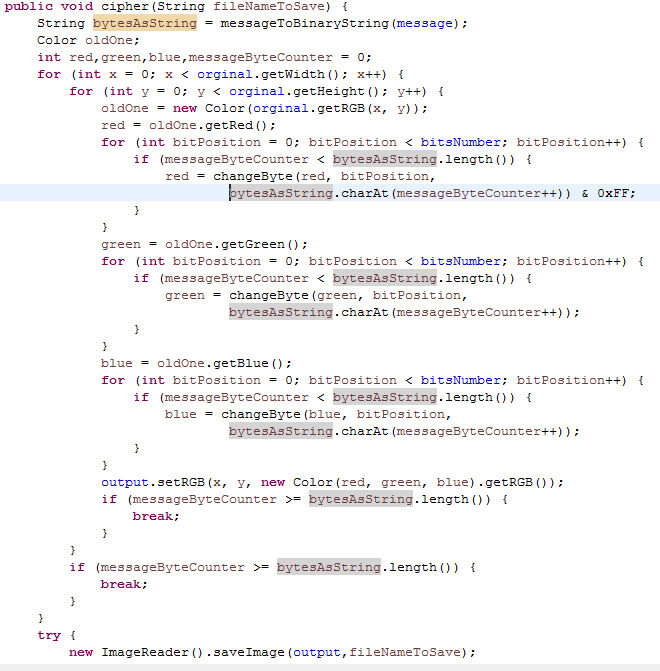 public void cipher(String fileNameToSave) {
    String bytesAsString = messageToBinaryString(message);
    Color oldOne;
    int red,green,blue,messageByteCounter = 0;
    for (int x = 0; x < orginal.getWidth(); x++) {
        for (int y = 0; y < orginal.getHeight(); y++) {
            oldOne = new Color(orginal.getRGB(x, y));
            red = oldOne.getRed();
            for (int bitPosition = 0; bitPosition < bitsNumber; bitPosition++) {
                if (messageByteCounter < bytesAsString.length()) {
                    red = changeByte(red, bitPosition,
                            bytesAsString.charAt(messageByteCounter++)) & 0xFF;
                }
            }
            green = oldOne.getGreen();
            for (int bitPosition = 0; bitPosition < bitsNumber; bitPosition++) {
                if (messageByteCounter < bytesAsString.length()) {
                    green = changeByte(green, bitPosition,
                            bytesAsString.charAt(messageByteCounter++));
                }
            }
            blue = oldOne.getBlue();
            for (int bitPosition = 0; bitPosition < bitsNumber; bitPosition++) {
                if (messageByteCounter < bytesAsString.length()) {
                    blue = changeByte(blue, bitPosition,
                            bytesAsString.charAt(messageByteCounter++));
                }
            }
            output.setRGB(x, y, new Color(red, green, blue).getRGB());
            if (messageByteCounter >= bytesAsString.length()) {
                break;
            }
        }
        if (messageByteCounter >= bytesAsString.length()) {
            break;
        }
    }
    try {
        new ImageReader().saveImage(output,fileNameToSave);